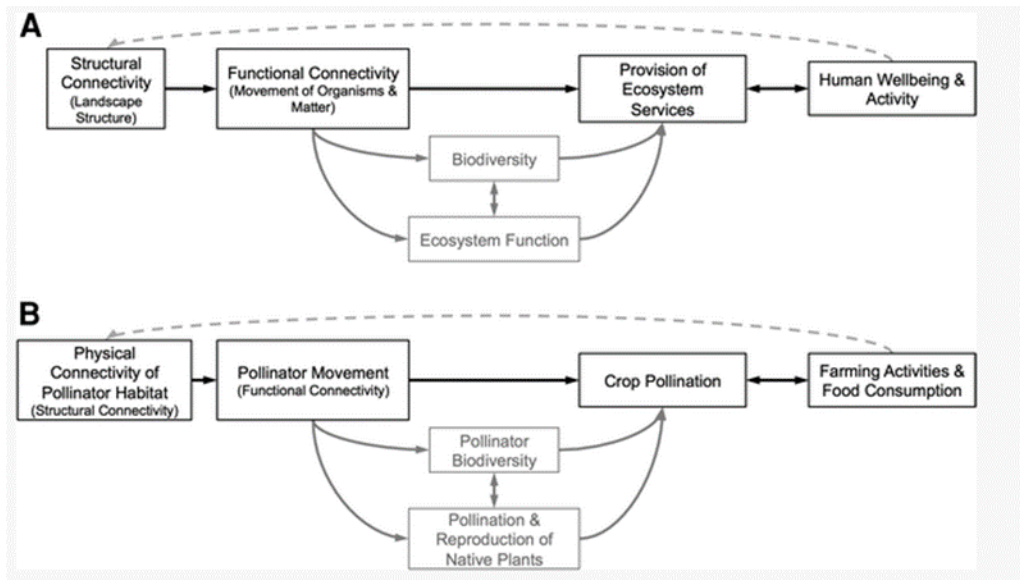 A
Structural
Connectivity
(Landscape
Structure)
Functional Connectivity
(Movement of Organisms &
Matter)
Provision of
Ecosystem
Services
Human Wellbeing &
Activity
Biodiversity
Ecosystem Function
B
Physical
Connectivity of
Pollinator Habitat
(Structural Connectivity)
Pollinator Movement
(Functional Connectivity)
Crop Pollination
Farming Activities &
Food Consumption
Pollinator
Biodiversity
Pollination &
Reproduction of
Native Plants